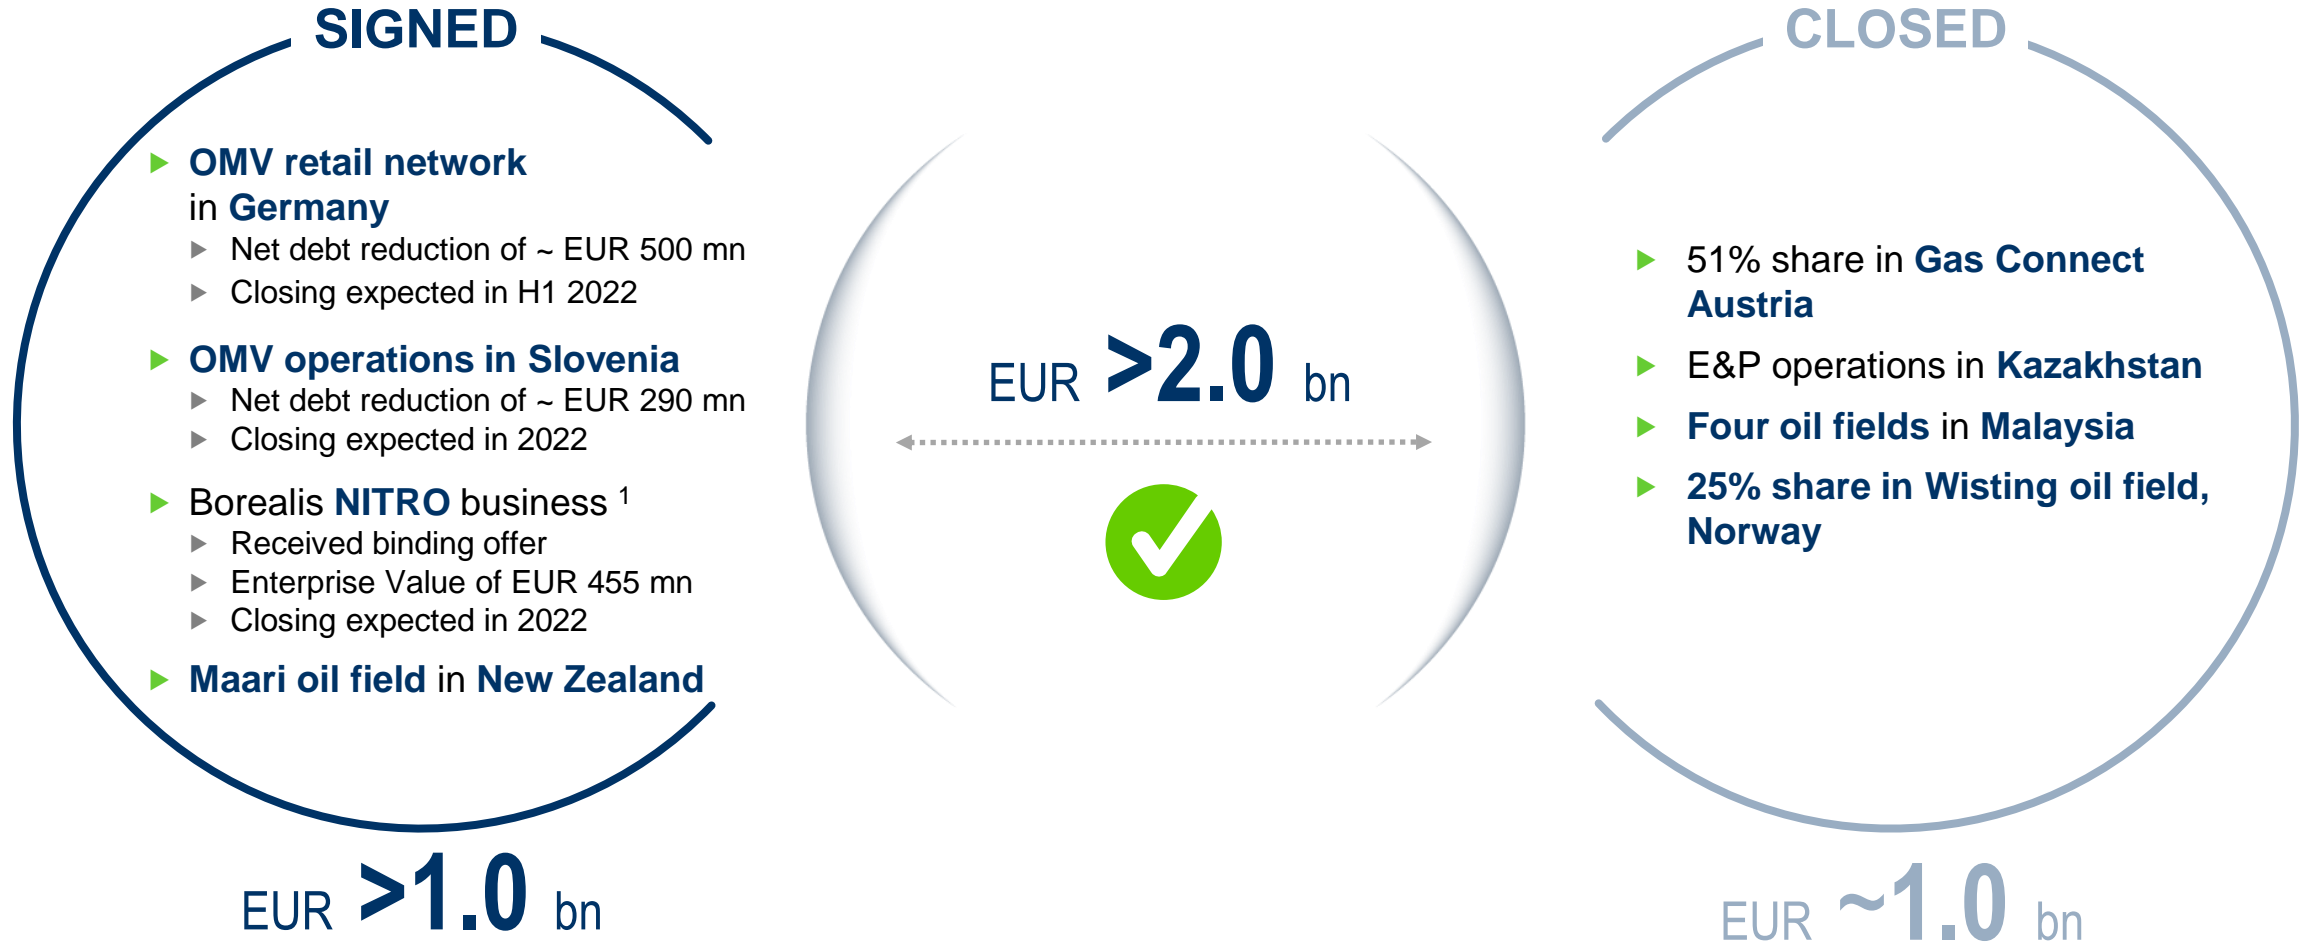 SIGNED
OMV retail network
in Germany
Net debt reduction of ~ EUR 500 mn
Closing expected in H1 2022
OMV operations in Slovenia
Net debt reduction of ~ EUR 290 mn
Closing expected in 2022
Borealis NITRO business 1
Received binding offer
Enterprise Value of EUR 455 mn
Closing expected in 2022
Maari oil field in New Zealand
EUR >1.0 bn
EUR >2.0 bn
CLOSED
51% share in Gas Connect
Austria
E&P operations in Kazakhstan
Four oil fields in Malaysia
25% share in Wisting oil field,
Norway
EUR ~1.0 bn